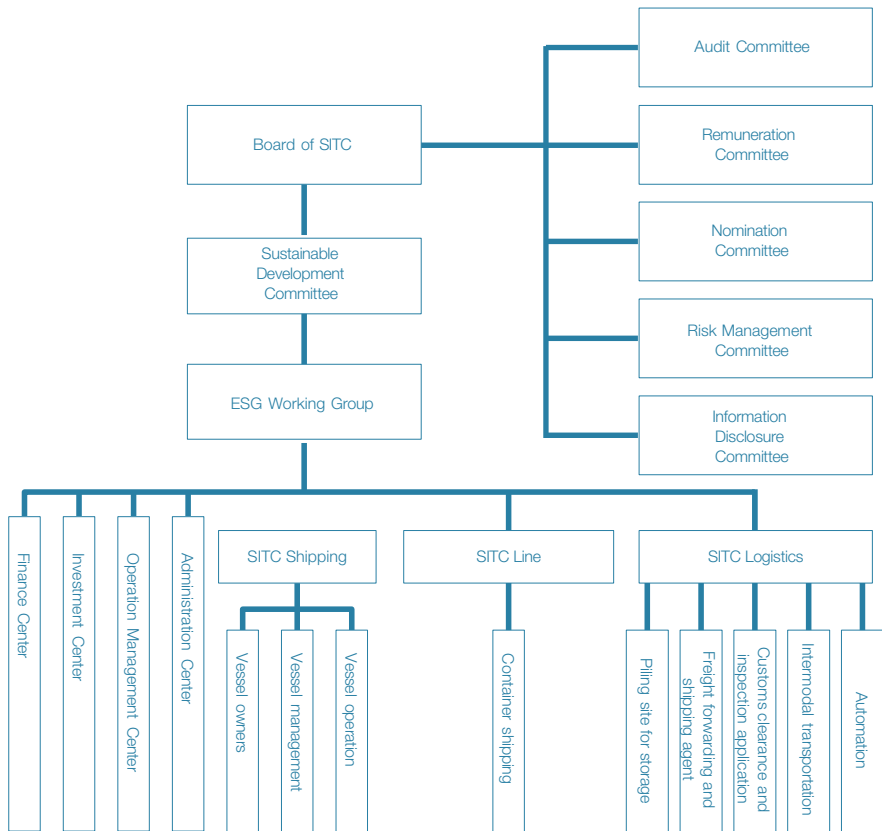 Audit Committee
Board of SITC
Remuneration
Committee
Nomination
Committee
Sustainable
Development
Committee
Risk Management
Committee
ESG Working Group
Information
Disclosure
Committee
Finance Center
Investment Center
Operation Management Center
Administration Center
SITC Shipping
SITC Line
SITC Logistics
Vessel owners
Vessel management
Vessel operation
Container shipping
Piling site for storage
Freight forwarding and
shipping agent
Customs clearance and
inspection application
Intermodal transportation
Automation